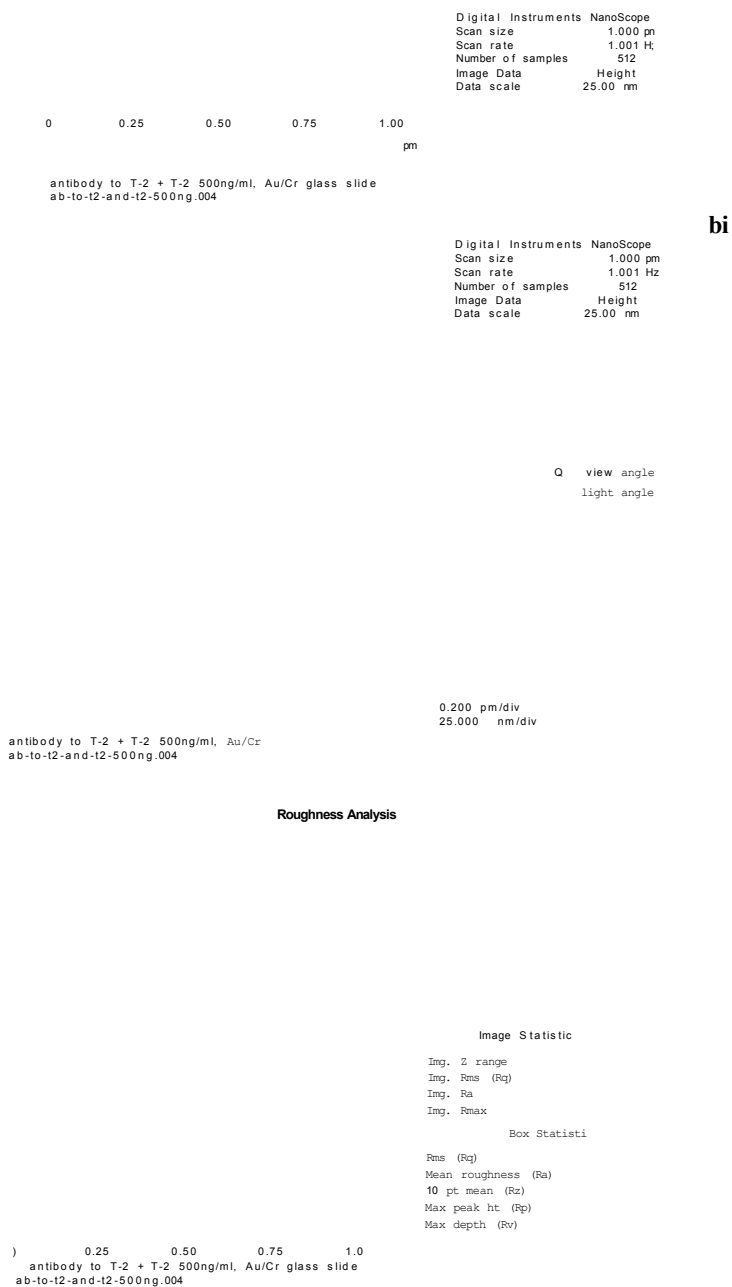 Digital Instruments NanoScope
Scan size 1.000 pn
Scan rate 1.001 H;
Number of samples 512
Image Data Height
Data scale 25.00 nm
0 0.25 0.50 0.75 1.00
pm
antibody to T-2 + T-2 500ng/ml, Au/Cr glass slide
ab-to-t2-and-t2-500ng.004
bi
Digital Instruments NanoScope
Scan size 1.000 pm
Scan rate 1.001 Hz
Number of samples 512
Image Data Height
Data scale 25.00 nm
Q view angle
light angle
0.200 pm/div
25.000 nm/div
antibody to T-2 + T-2 500ng/ml, Au/Cr
ab-to-t2-and-t2-500ng.004
Roughness Analysis
Image Statistic
Img. Z range
Img. Rms (Rq)
Img. Ra
Img. Rmax
Box Statisti
Rms (Rq)
Mean roughness (Ra)
10 pt mean (Rz)
Max peak ht (Rp)
Max depth (Rv)
) 0.25 0.50 0.75 1.0
antibody to T-2 + T-2 500ng/ml, Au/Cr glass slide
ab-to-t2-and-t2-500ng.004